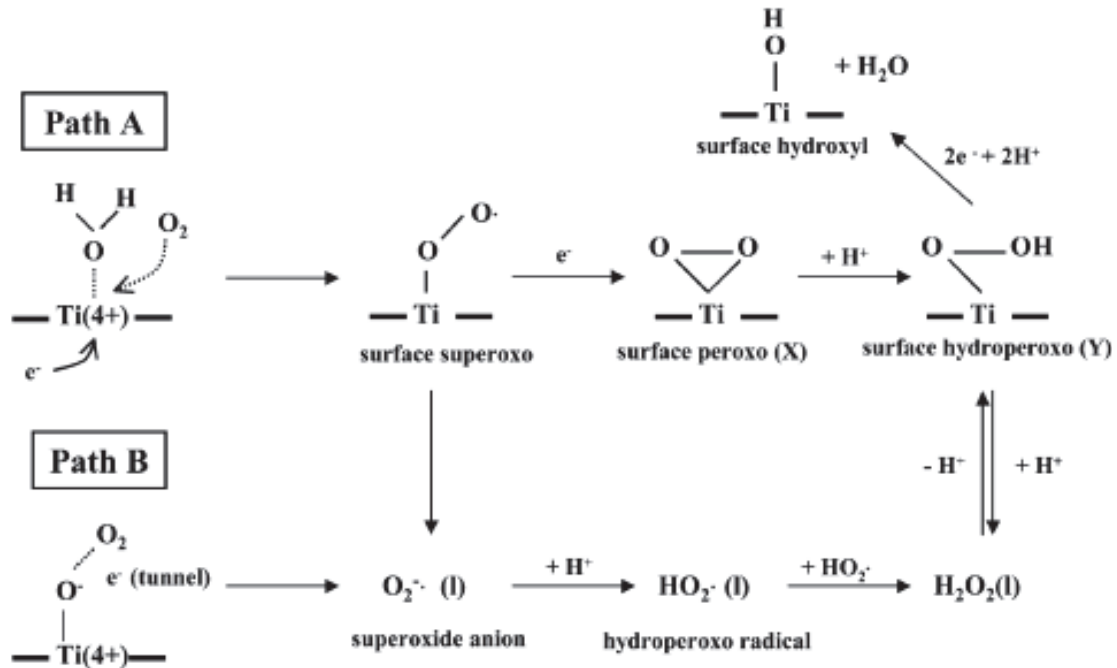 H
O
+ H₂O
Ti
surface hydroxyl
Path A
2e⁻ + 2H⁺
H H
O O₂
Ti(4+)
e⁻
O·
O
Ti
surface superoxo
e⁻
O O
Ti
surface peroxo (X)
+ H⁺
O OH
Ti
surface hydroperoxo (Y)
Path B
- H⁺ + H⁺
O₂
O⁻ e⁻ (tunnel)
Ti(4+)
O₂⁻· (l)
superoxide anion
+ H⁺
HO₂· (l)
hydroperoxo radical
+ HO₂·
H₂O₂(l)